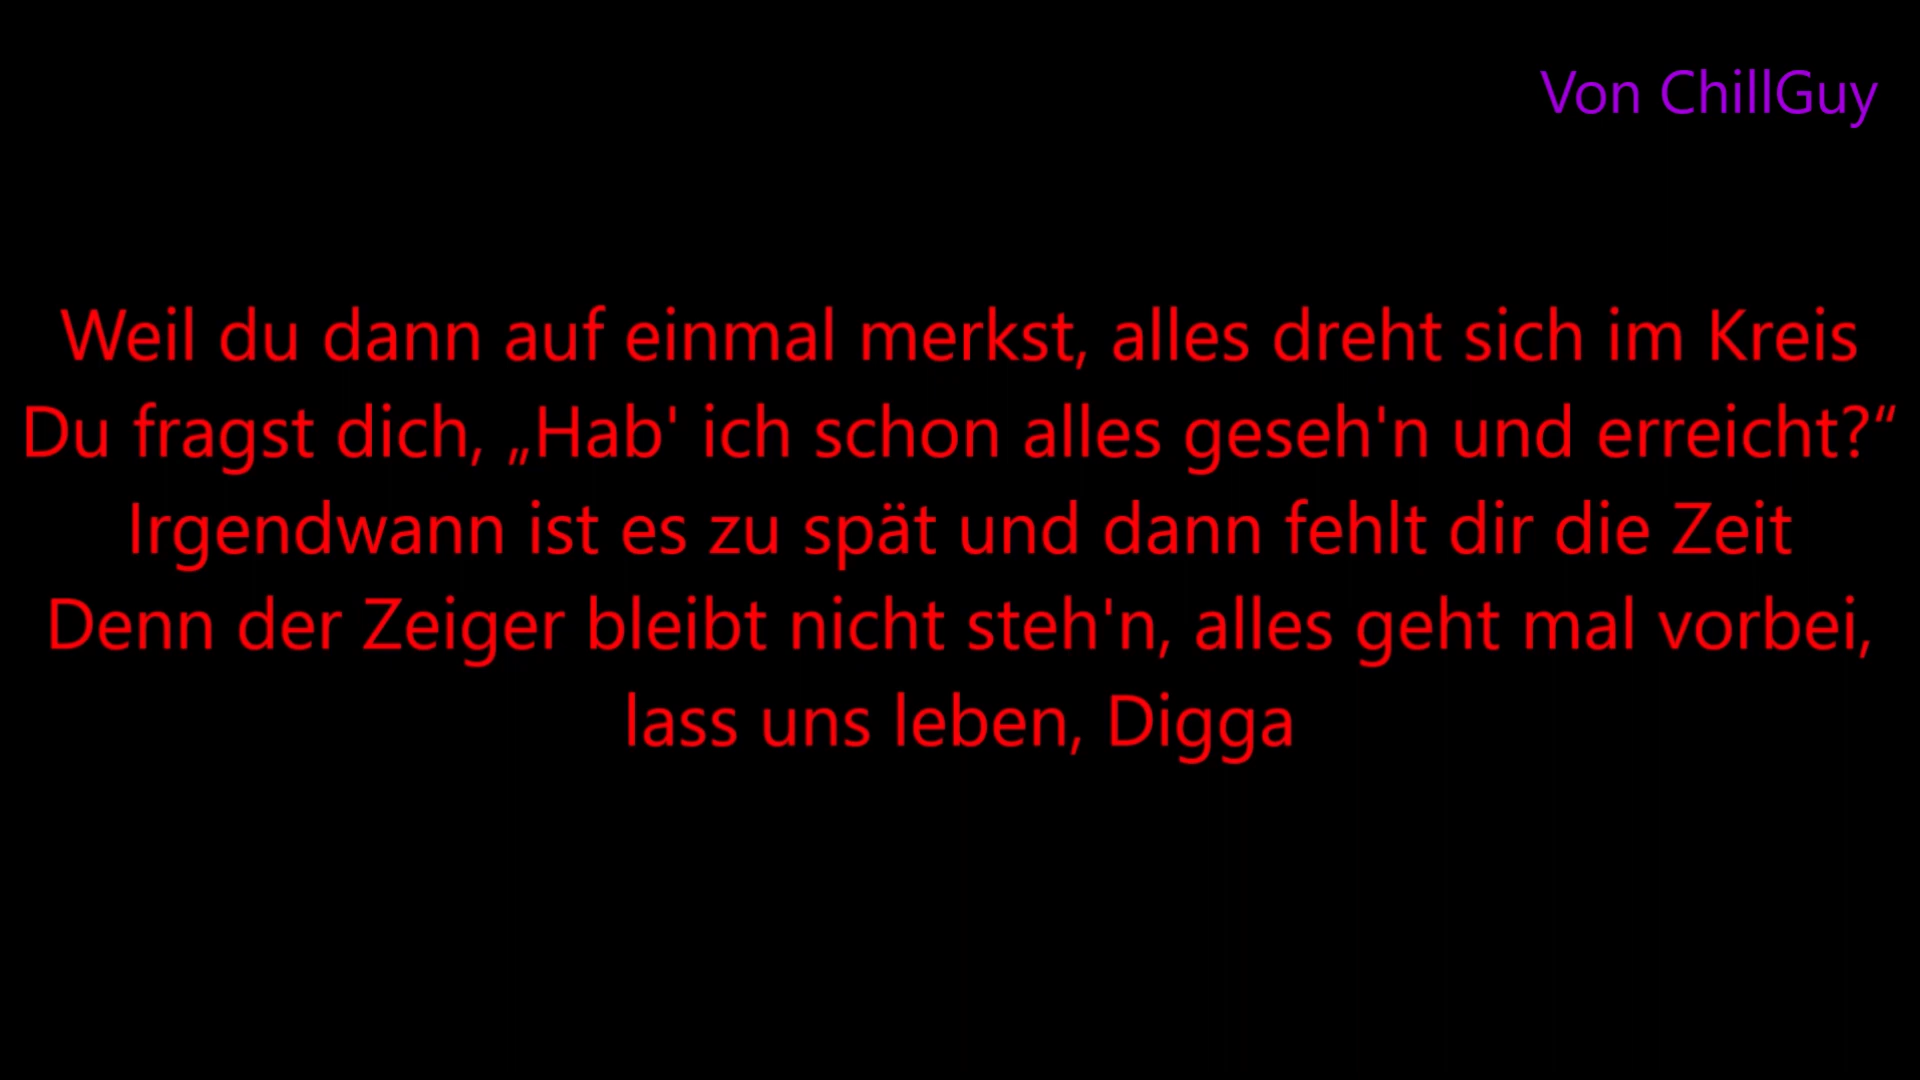 Von ChillGuy
Weil du dann auf einmal merkst, alles dreht sich im Kreis
Du fragst dich, „Hab' ich schon alles geseh'n und erreicht?“
Irgendwann ist es zu spät und dann fehlt dir die Zeit
Denn der Zeiger bleibt nicht steh'n, alles geht mal vorbei,
lass uns leben, Digga